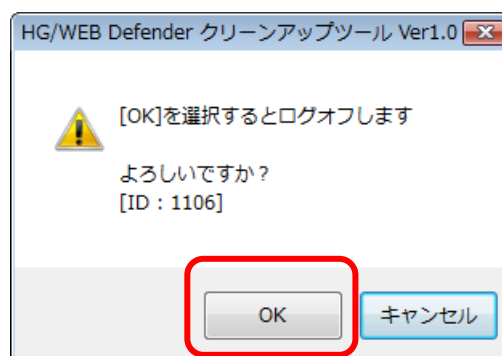 HG/WEB Defender クリーンアップツール Ver1.0
[OK]を選択するとログオフします
よろしいですか？
[ID : 1106]
OK
キャンセル